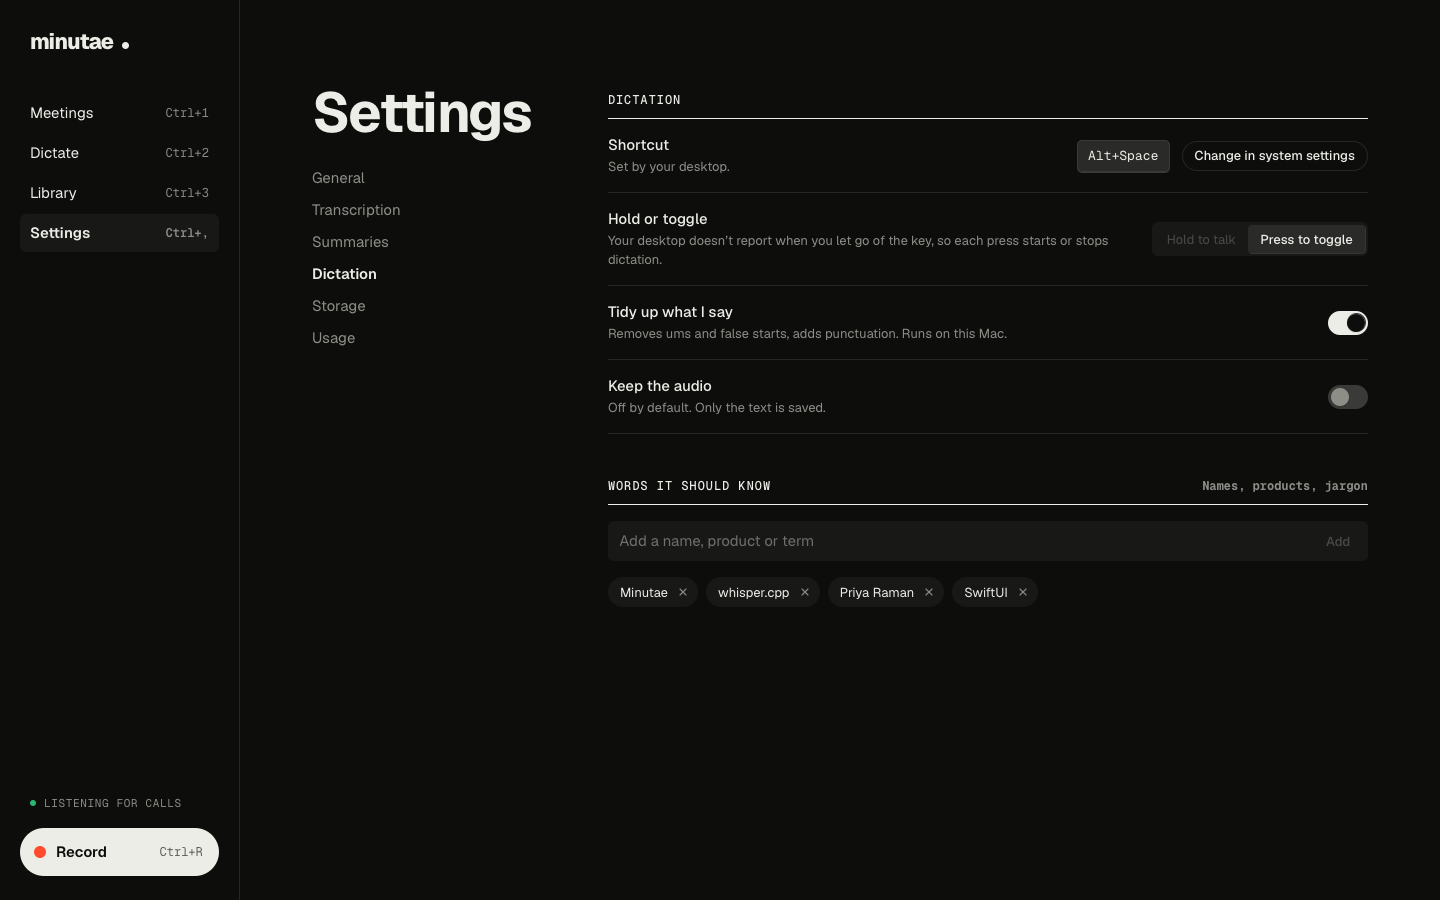 minutae
Meetings Ctrl+1
Dictate Ctrl+2
Library Ctrl+3
Settings Ctrl+,
LISTENING FOR CALLS
Record Ctrl+R
Settings
General
Transcription
Summaries
Dictation
Storage
Usage
DICTATION
Shortcut
Set by your desktop.
Alt+Space Change in system settings
Hold or toggle
Your desktop doesn't report when you let go of the key, so each press starts or stops
dictation.
Hold to talk Press to toggle
Tidy up what I say
Removes ums and false starts, adds punctuation. Runs on this Mac.
Keep the audio
Off by default. Only the text is saved.
WORDS IT SHOULD KNOW Names, products, jargon
Add a name, product or term Add
Minutae × whisper.cpp × Priya Raman × SwiftUI ×